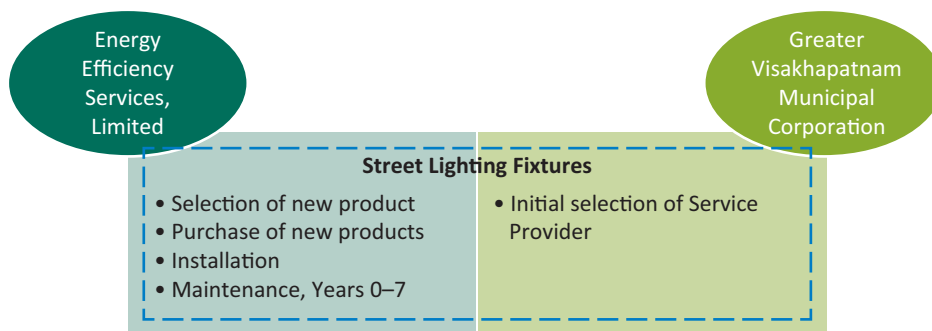 Energy
Efficiency
Services,
Limited
Greater
Visakhapatnam
Municipal
Corporation
Street Lighting Fixtures
• Selection of new product
• Purchase of new products
• Installation
• Maintenance, Years 0–7
• Initial selection of Service
Provider